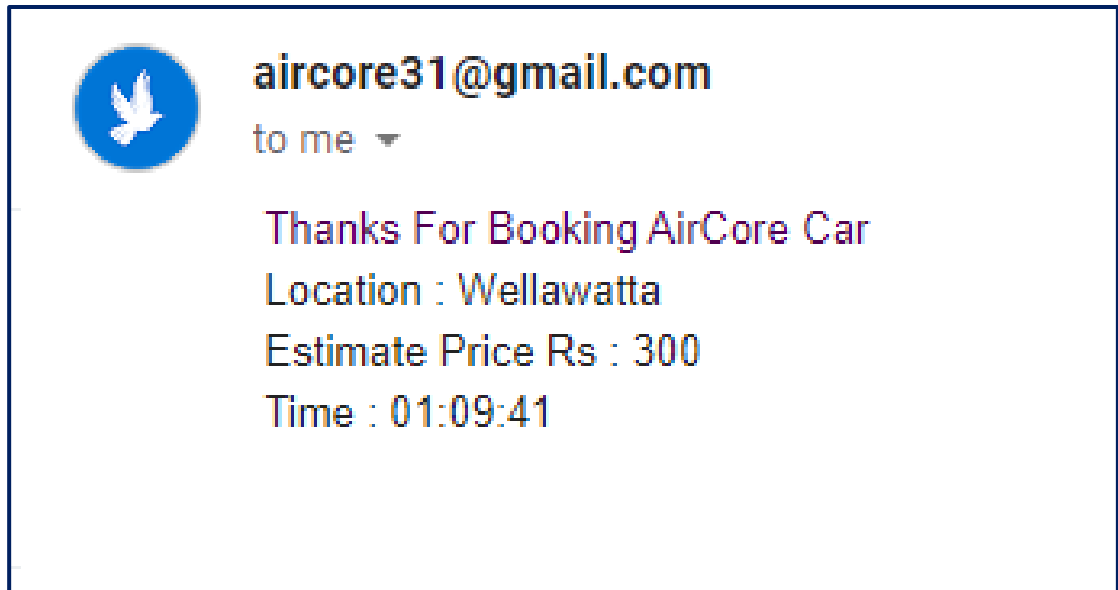 aircore31@gmail.com
to me
Thanks For Booking AirCore Car
Location : Wellawatta
Estimate Price Rs : 300
Time : 01:09:41